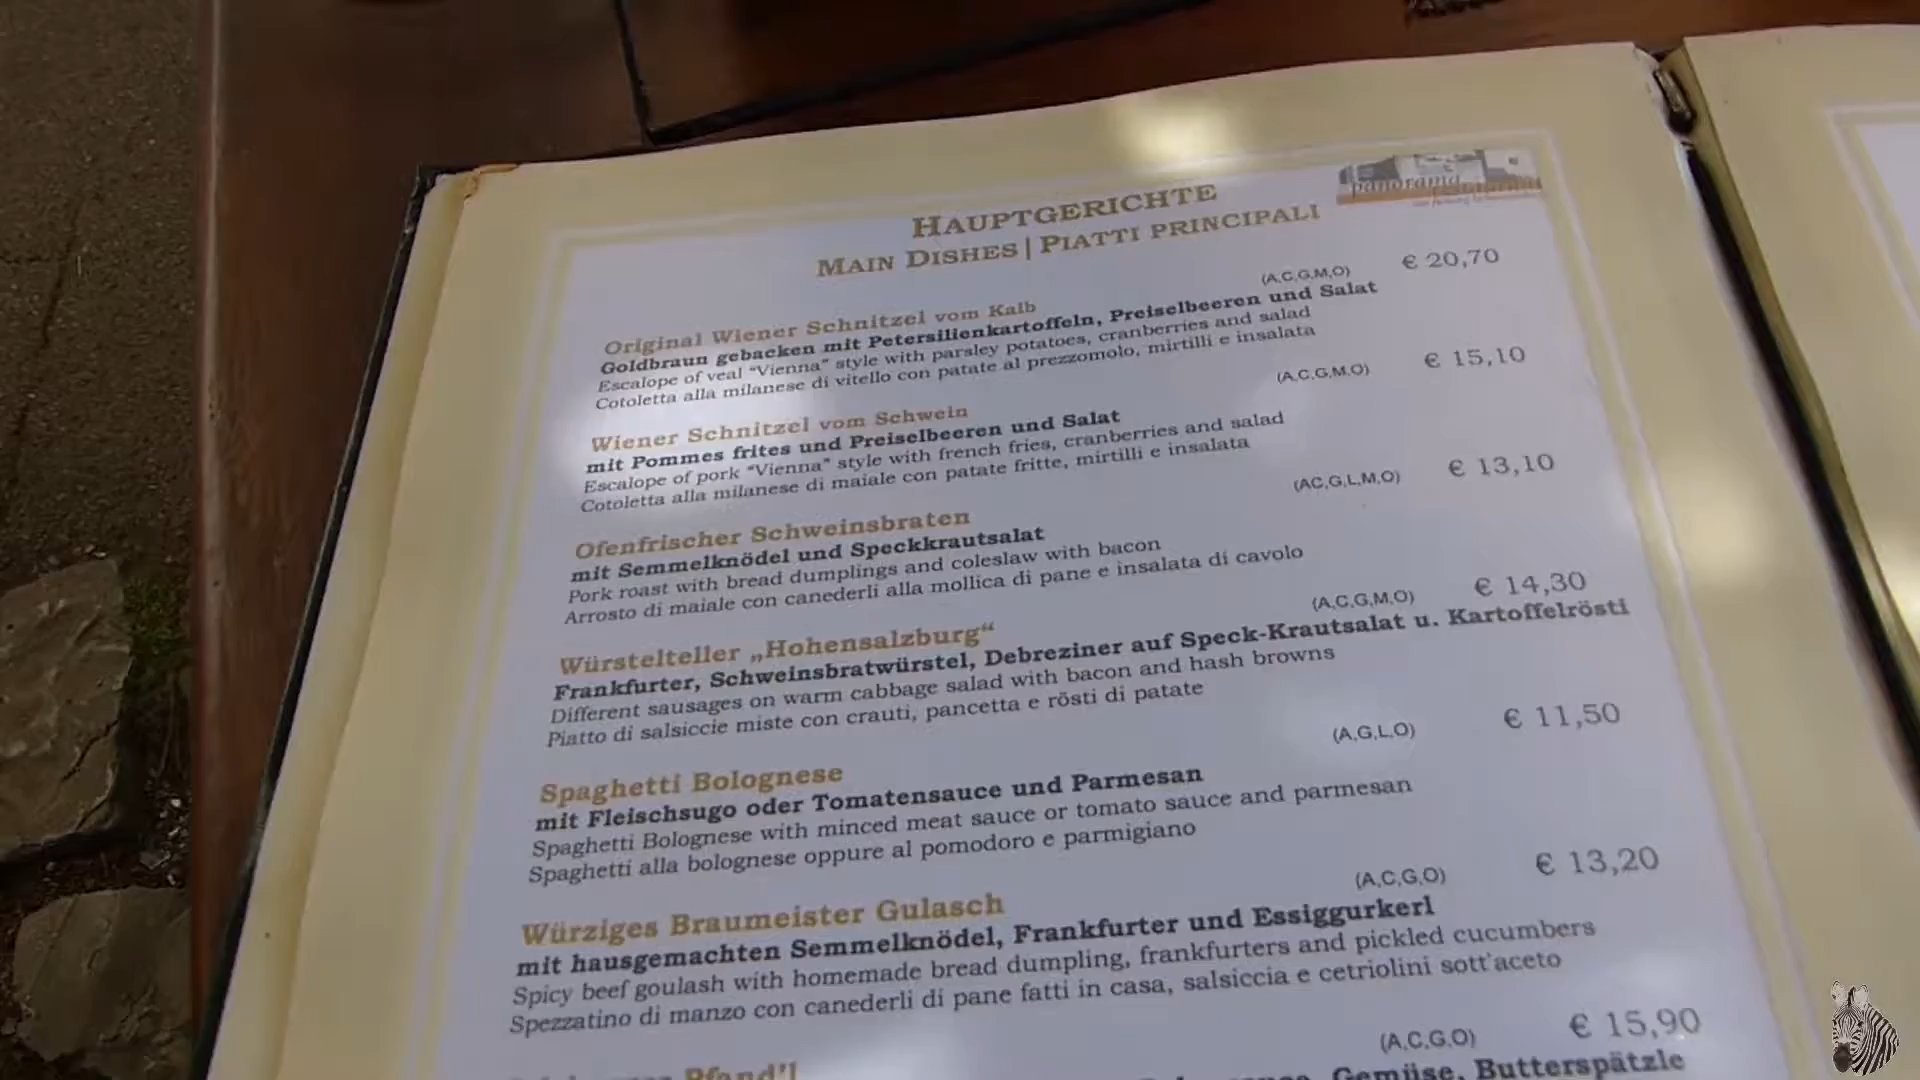 panorama
HAUPTGERICHTE
MAIN DISHES | PIATTI PRINCIPALI
(A,C,G,M,O) € 20,70
Original Wiener Schnitzel vom Kalb
Goldbraun gebacken mit Petersilienkartoffeln, Preiselbeeren und Salat
Escalope of veal "Vienna" style with parsley potatoes, cranberries and salad
Cotoletta alla milanese di vitello con patate al prezzomolo, mirtilli e insalata
(A,C,G,M,O) € 15,10
Wiener Schnitzel vom Schwein
mit Pommes frites und Preiselbeeren und Salat
Escalope of pork "Vienna" style with french fries, cranberries and salad
Cotoletta alla milanese di maiale con patate fritte, mirtilli e insalata
(AC,G,L,M,O) € 13,10
Ofenfrischer Schweinsbraten
mit Semmelknödel und Speckkrautsalat
Pork roast with bread dumplings and coleslaw with bacon
Arrosto di maiale con canederli alla mollica di pane e insalata di cavolo
(A,C,G,M,O) € 14,30
Würstelteller „Hohensalzburg“
Frankfurter, Schweinsbratwürstel, Debreziner auf Speck-Krautsalat u. Kartoffelrösti
Different sausages on warm cabbage salad with bacon and hash browns
Piatto di salsiccie miste con crauti, pancetta e rösti di patate
(A,G,L,O) € 11,50
Spaghetti Bolognese
mit Fleischsugo oder Tomatensauce und Parmesan
Spaghetti Bolognese with minced meat sauce or tomato sauce and parmesan
Spaghetti alla bolognese oppure al pomodoro e parmigiano
(A,C,G,O) € 13,20
Würziges Braumeister Gulasch
mit hausgemachten Semmelknödel, Frankfurter und Essiggurkerl
Spicy beef goulash with homemade bread dumpling, frankfurters and pickled cucumbers
Spezzatino di manzo con canederli di pane fatti in casa, salsiccia e cetriolini sott'aceto
(A,C,G,O) € 15,90
Pfand'l
Gemüse, Butterspätzle